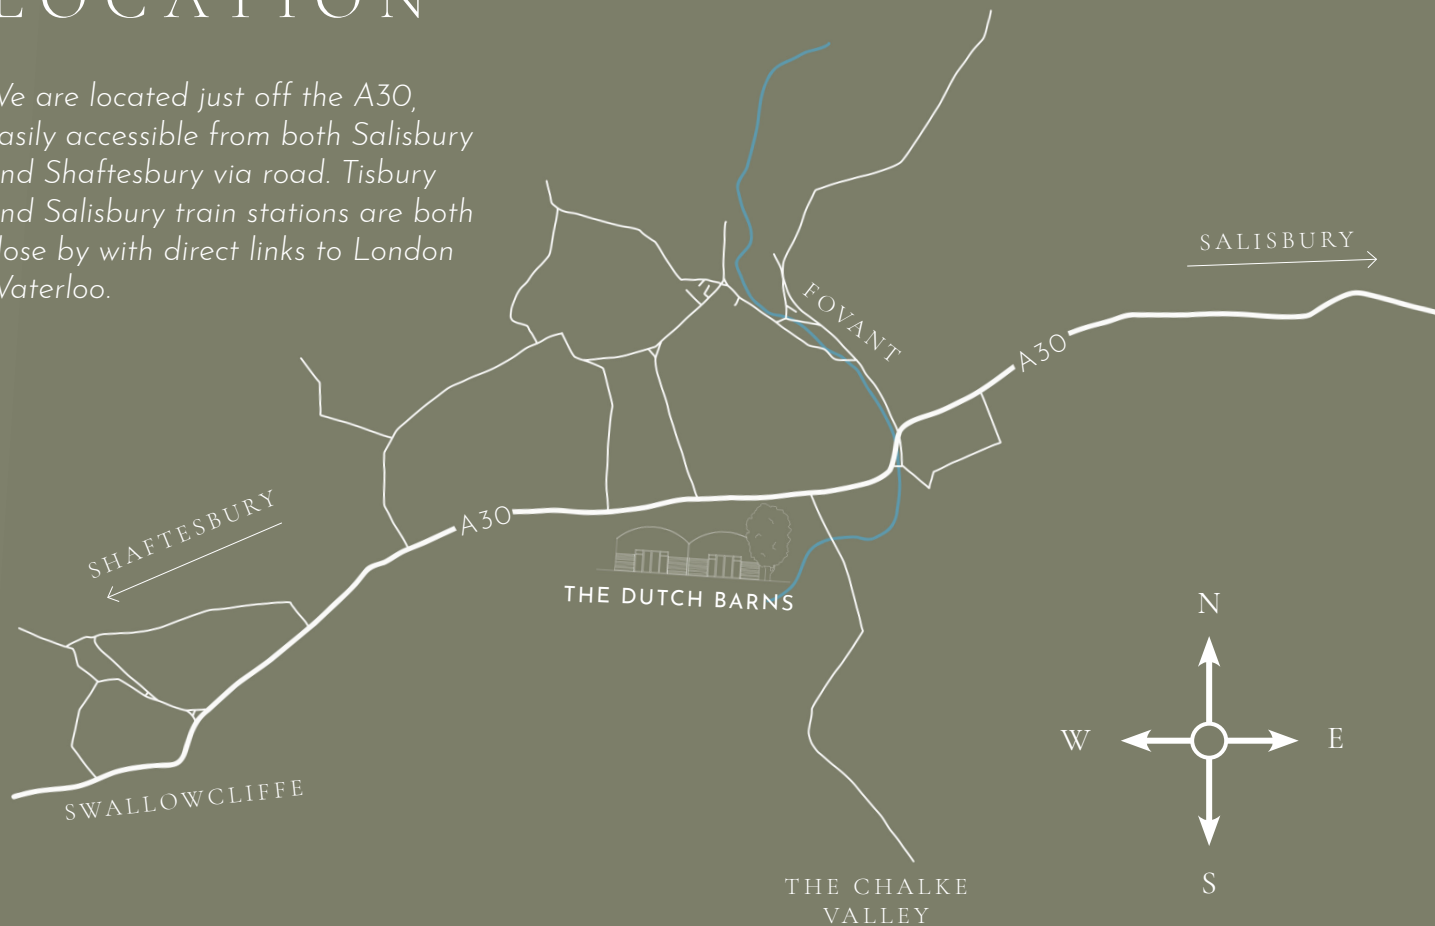 LOCATION
We are located just off the A30,
easily accessible from both Salisbury
and Shaftesbury via road. Tisbury
and Salisbury train stations are both
close by with direct links to London
Waterloo.
SALISBURY
FOVANT
A30
SHAFTESBURY
A30
THE DUTCH BARNS
N
W
E
S
SWALLOWCLIFFE
THE CHALKE
VALLEY